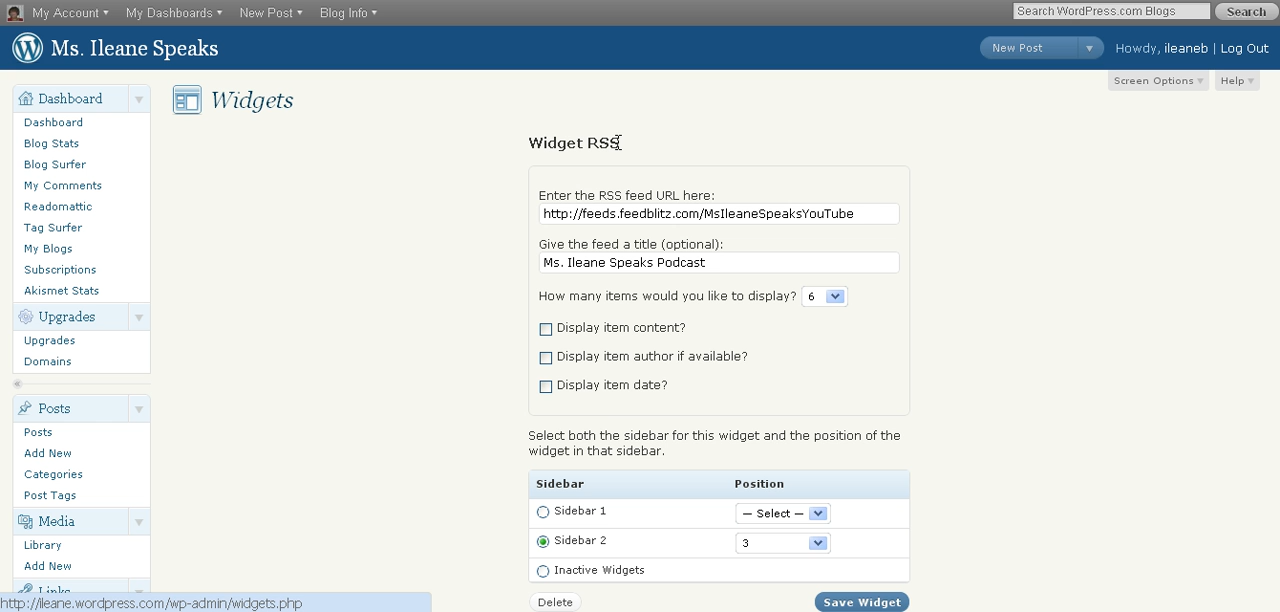 My Account My Dashboards New Post Blog Info Search WordPress.com Blogs Search
Ms. Ileane Speaks New Post Howdy, ileaneb | Log Out
Screen Options Help
Widgets
Dashboard
Dashboard
Blog Stats
Blog Surfer
My Comments
Readomattic
Tag Surfer
My Blogs
Subscriptions
Akismet Stats
Upgrades
Upgrades
Domains
Posts
Posts
Add New
Categories
Post Tags
Media
Library
Add New
Links
Widget RSS
Enter the RSS feed URL here:
http://feeds.feedblitz.com/MsIleaneSpeaksYouTube
Give the feed a title (optional):
Ms. Ileane Speaks Podcast
How many items would you like to display? 6
Display item content?
Display item author if available?
Display item date?
Select both the sidebar for this widget and the position of the
widget in that sidebar.
Sidebar Position
Sidebar 1 — Select —
Sidebar 2 3
Inactive Widgets
Delete Save Widget
http://ileane.wordpress.com/wp-admin/widgets.php